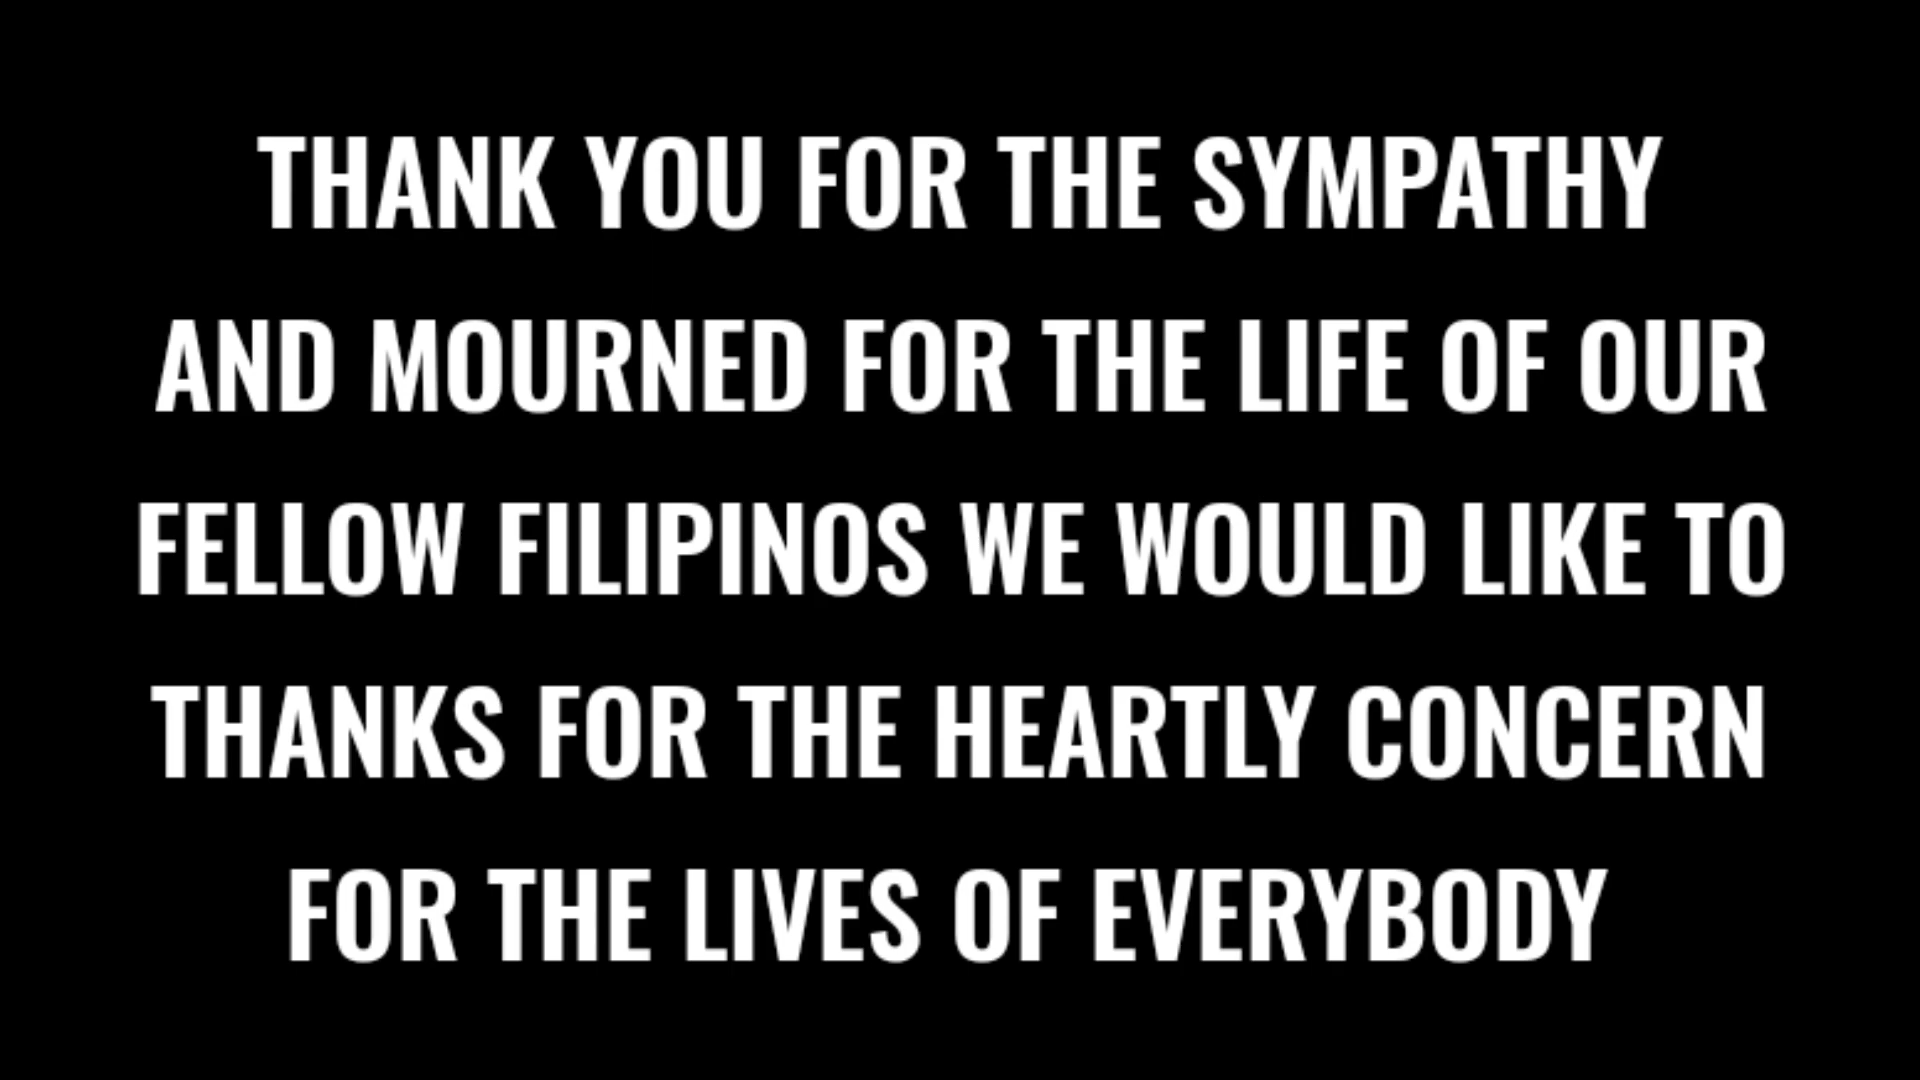 THANK YOU FOR THE SYMPATHY
AND MOURNED FOR THE LIFE OF OUR
FELLOW FILIPINOS WE WOULD LIKE TO
THANKS FOR THE HEARTLY CONCERN
FOR THE LIVES OF EVERYBODY